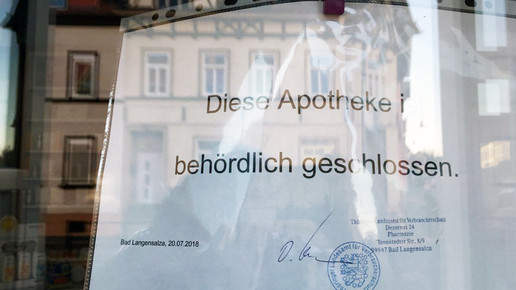 Diese Apotheke i
behördlich geschlossen.
Bad Langensalza, 20.07.2018
Landesamt für Verbraucherschutz
Dezernat 24
Pharmazie
Tennstedter Str. 8/9
99947 Bad Langensalza